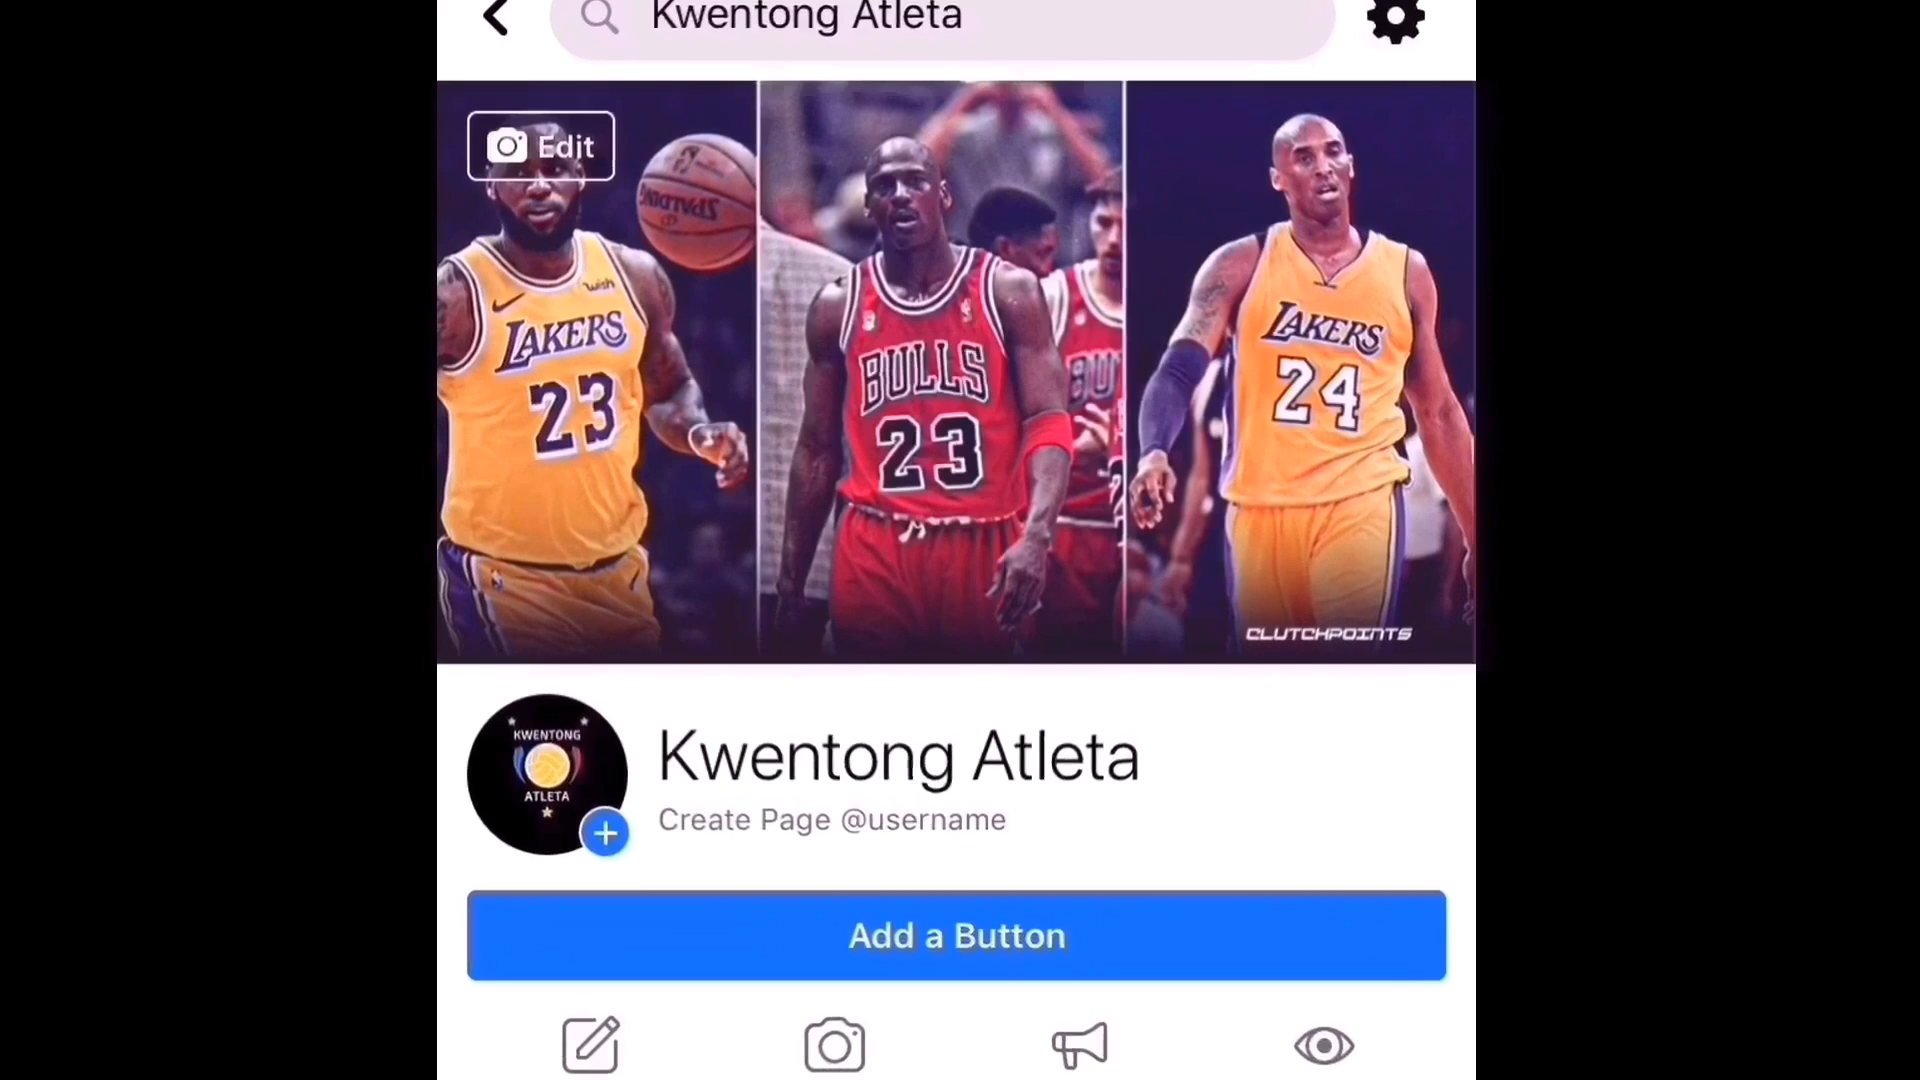 Kwentong Atleta
Edit
SPALDING
wish
LAKERS
23
BULLS
23
BU
LAKERS
24
CLUTCHPOINTS
KWENTONG
ATLETA
Kwentong Atleta
Create Page @username
Add a Button